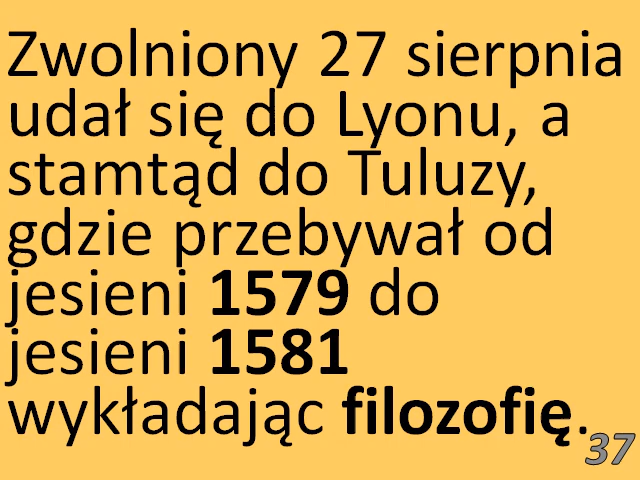 Zwolniony 27 sierpnia
udał się do Lyonu, a
stamtąd do Tuluzy,
gdzie przebywał od
jesieni 1579 do
jesieni 1581
wykładając filozofię.
37